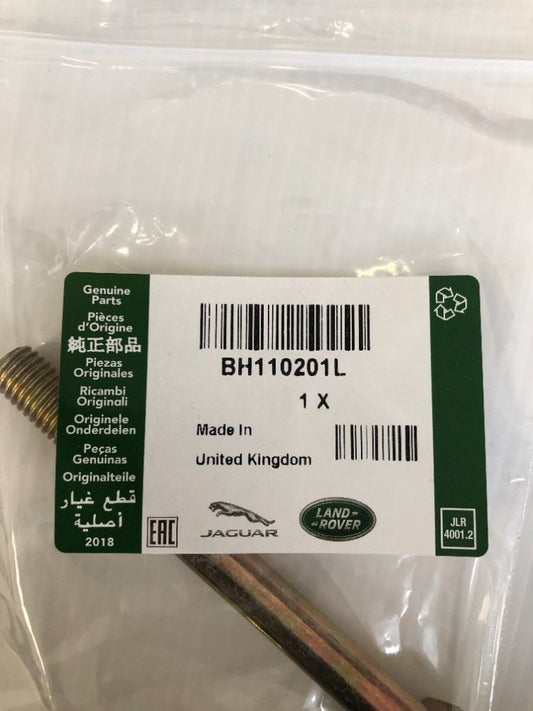 Genuine
Parts
Pièces
d'Origine
純正部品
Piezas
Originales
Ricambi
Originali
Originele
Onderdelen
Peças
Genuinas
Originalteile
قطع غيار
أصلية
2018
BH110201L
1 X
Made In
United Kingdom
EAC
JAGUAR
LAND-
-ROVER
JLR
4001.2